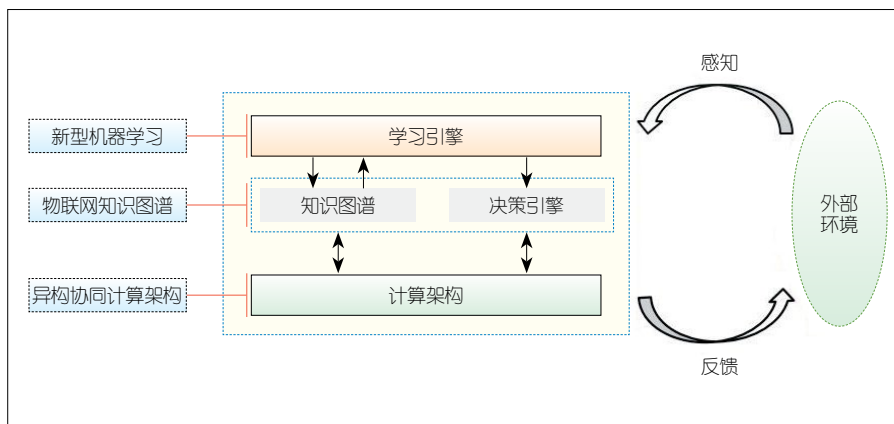 感知
新型机器学习
学习引擎
物联网知识图谱
知识图谱
决策引擎
外部
环境
异构协同计算架构
计算架构
反馈